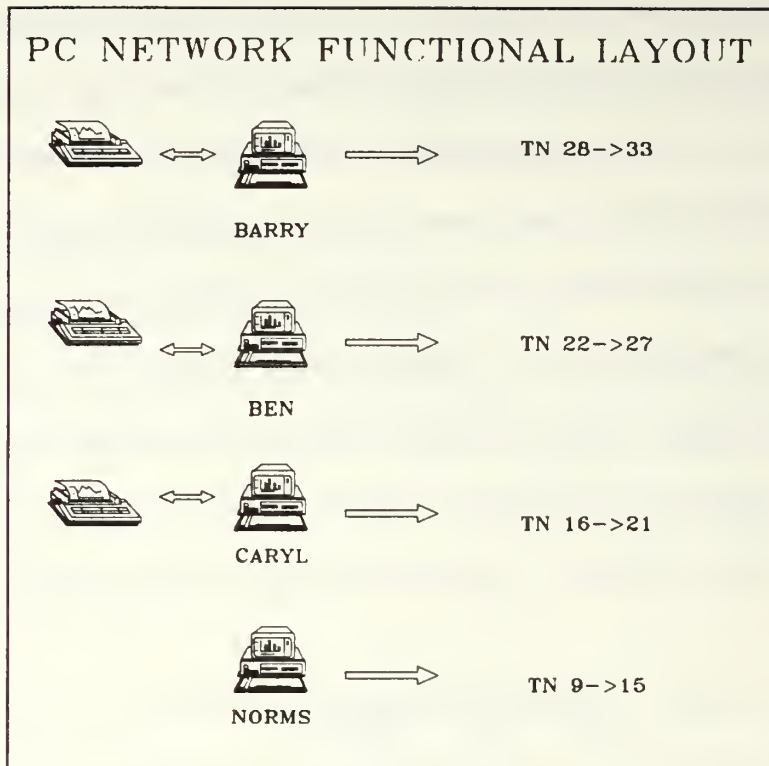 PC NETWORK FUNCTIONAL LAYOUT
TN 28->33
BARRY
TN 22->27
BEN
TN 16->21
CARYL
TN 9->15
NORMS